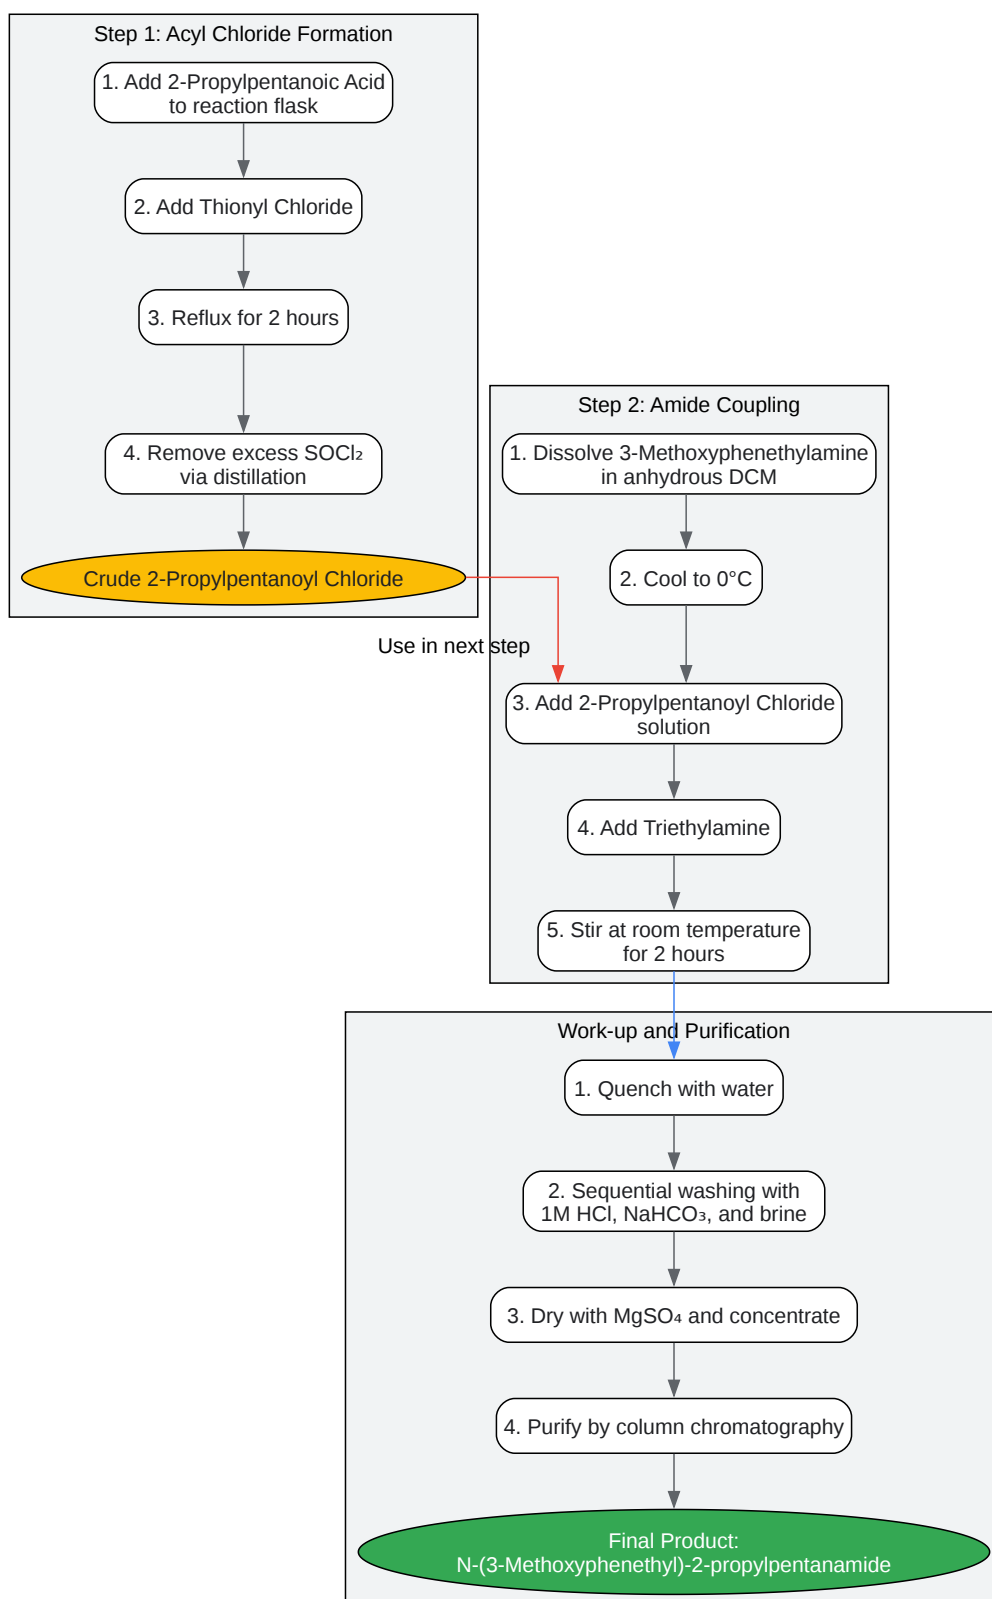 Step 1: Acyl Chloride Formation
1. Add 2-Propylpentanoic Acid
to reaction flask
2. Add Thionyl Chloride
3. Reflux for 2 hours
4. Remove excess SOCl₂
via distillation
Crude 2-Propylpentanoyl Chloride
Use in next step
Step 2: Amide Coupling
1. Dissolve 3-Methoxyphenethylamine
in anhydrous DCM
2. Cool to 0°C
3. Add 2-Propylpentanoyl Chloride
solution
4. Add Triethylamine
5. Stir at room temperature
for 2 hours
Work-up and Purification
1. Quench with water
2. Sequential washing with
1M HCl, NaHCO₃, and brine
3. Dry with MgSO₄ and concentrate
4. Purify by column chromatography
Final Product:
N-(3-Methoxyphenethyl)-2-propylpentanamide